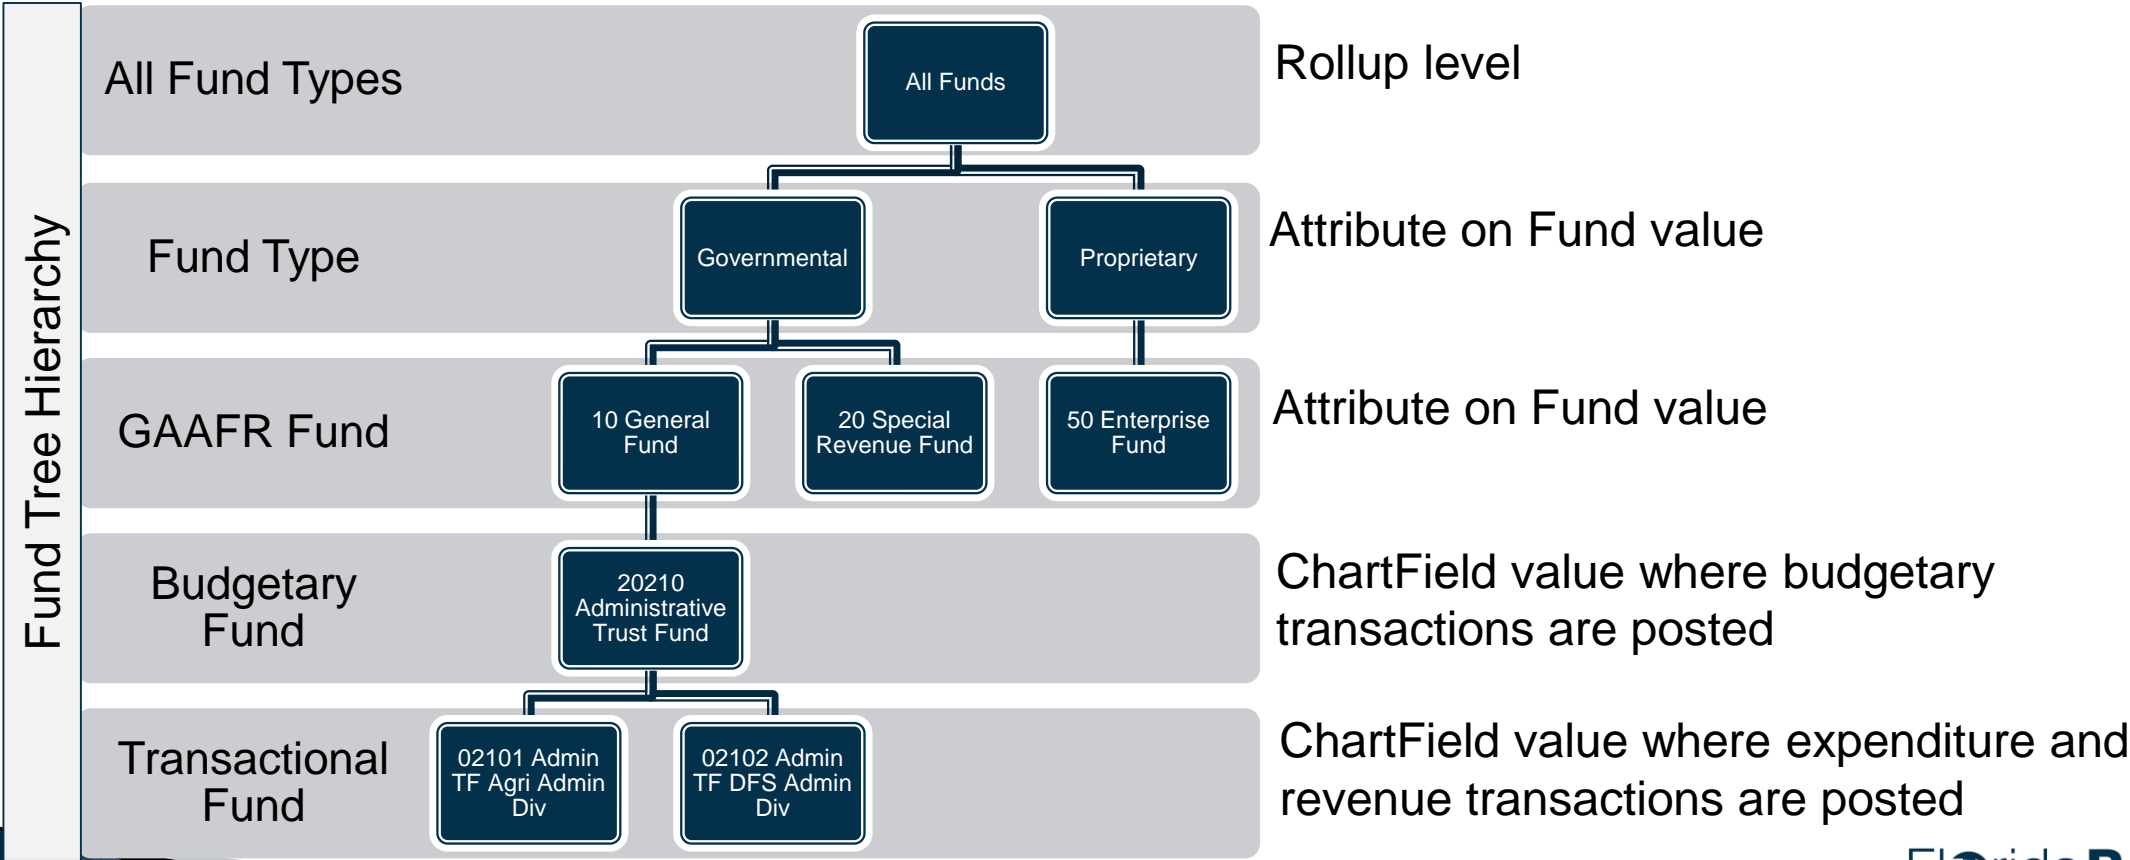 Fund Tree Hierarchy
All Fund Types
All Funds
Rollup level
Fund Type
Governmental
Proprietary
Attribute on Fund value
GAAFR Fund
10 General
Fund
20 Special
Revenue Fund
50 Enterprise
Fund
Attribute on Fund value
Budgetary
Fund
20210
Administrative
Trust Fund
ChartField value where budgetary
transactions are posted
Transactional
Fund
02101 Admin
TF Agri Admin
Div
02102 Admin
TF DFS Admin
Div
ChartField value where expenditure and
revenue transactions are posted